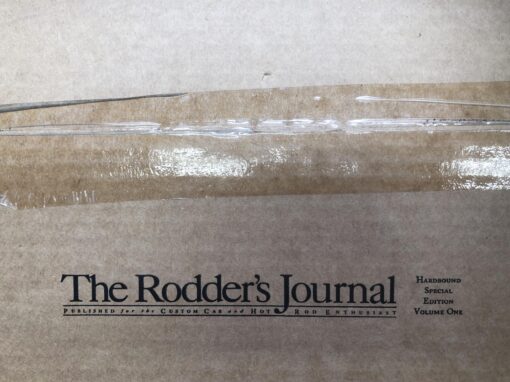 The Rodder's Journal
Published for the Custom Car and Hot Rod Enthusiast
Hardbound
Special
Edition
Volume One